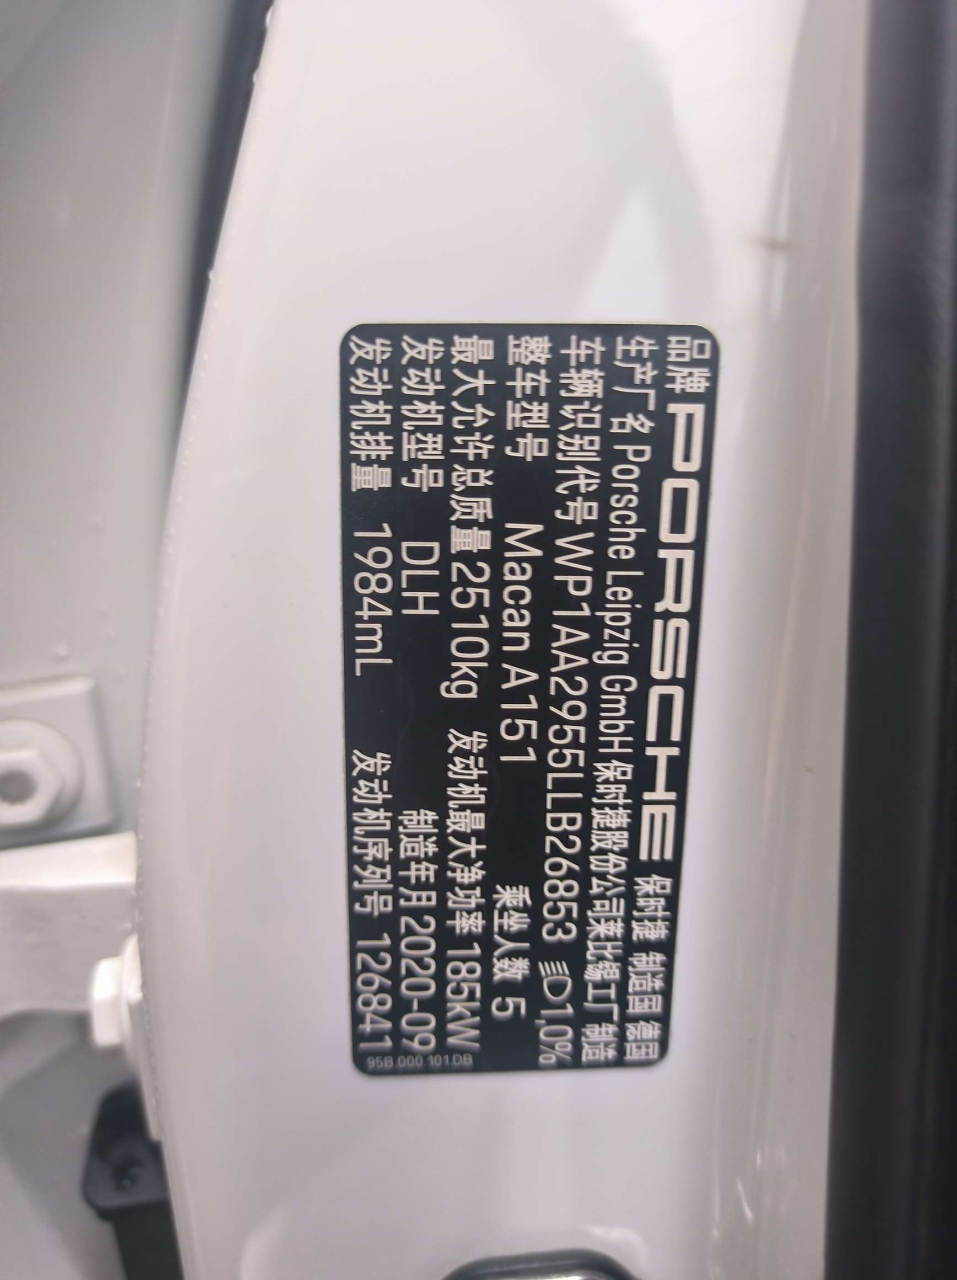 品牌 PORSCHE 保时捷 制造国 德国
生产厂名 Porsche Leipzig GmbH 保时捷股份公司莱比锡工厂制造
车辆识别代号 WP1AA2955LLB26853 1,0%
整车型号 Macan A151 乘坐人数 5
最大允许总质量 2510kg 发动机最大净功率 185kW
发动机型号 DLH 制造年月 2020-09
发动机排量 1984mL 发动机序列号 126841
95B 000 101 DB